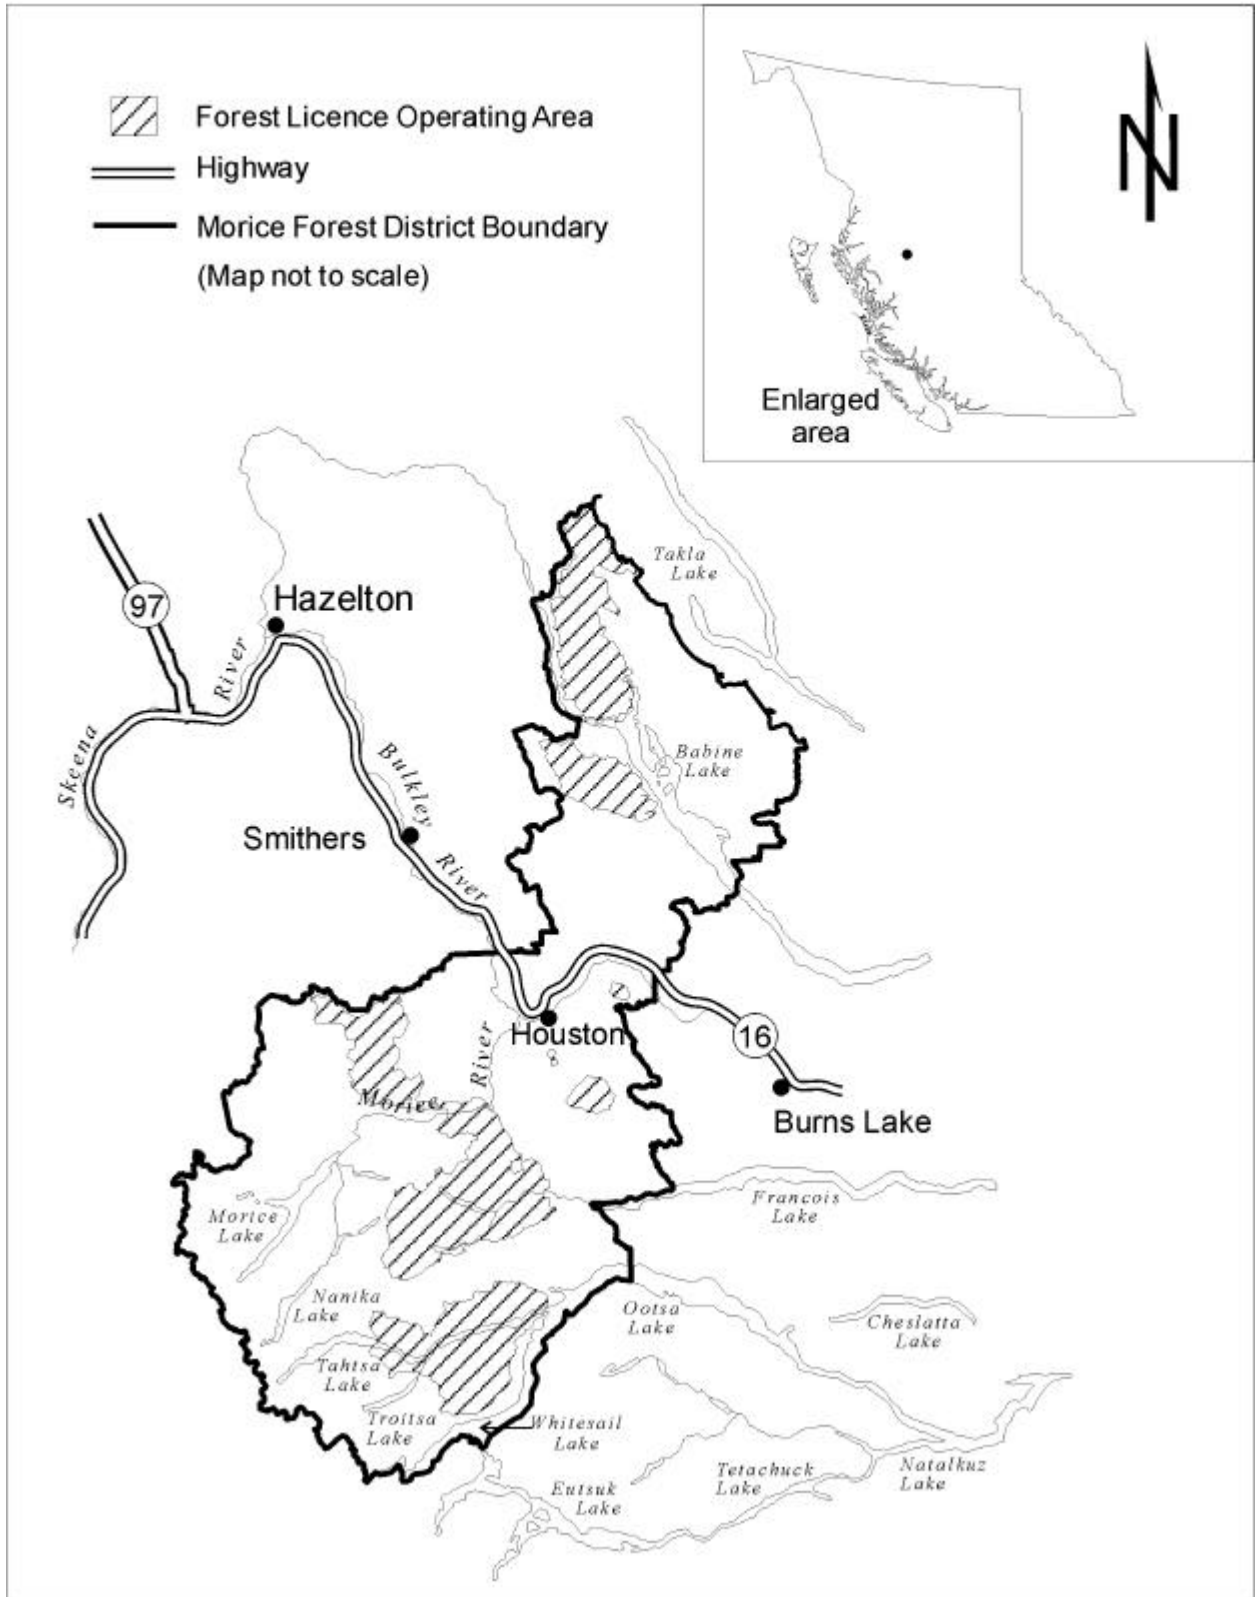 Forest Licence Operating Area
Highway
Morice Forest District Boundary
(Map not to scale)
N
Enlarged
area
Takla
Lake
97
Hazelton
River
Skeena
Babine
Lake
Bulkley
Smithers
River
Houston
River
16
Morice
Burns Lake
Francois
Lake
Morice
Lake
Nanika
Lake
Ootsa
Lake
Cheslatta
Lake
Tahtsa
Lake
Troitsa
Lake
Whitesail
Lake
Eutsuk
Lake
Tetachuck
Lake
Natalkuz
Lake